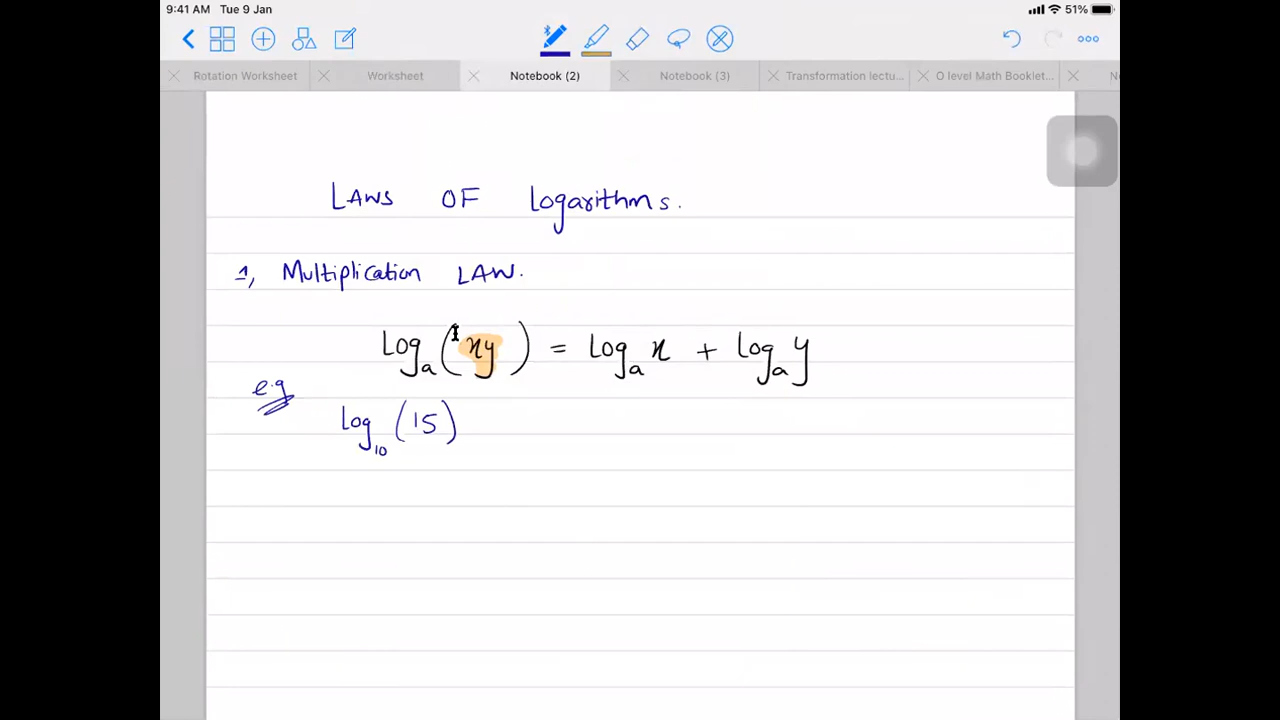 9:41 AM Tue 9 Jan 51%
Rotation Worksheet Worksheet Notebook (2) Notebook (3) Transformation lectu... O level Math Booklet...
LAWS OF Logarithms.
1, Multiplication LAW.
Log_a (xy) = Log_a x + Log_a y
e.g
log_10 (15)